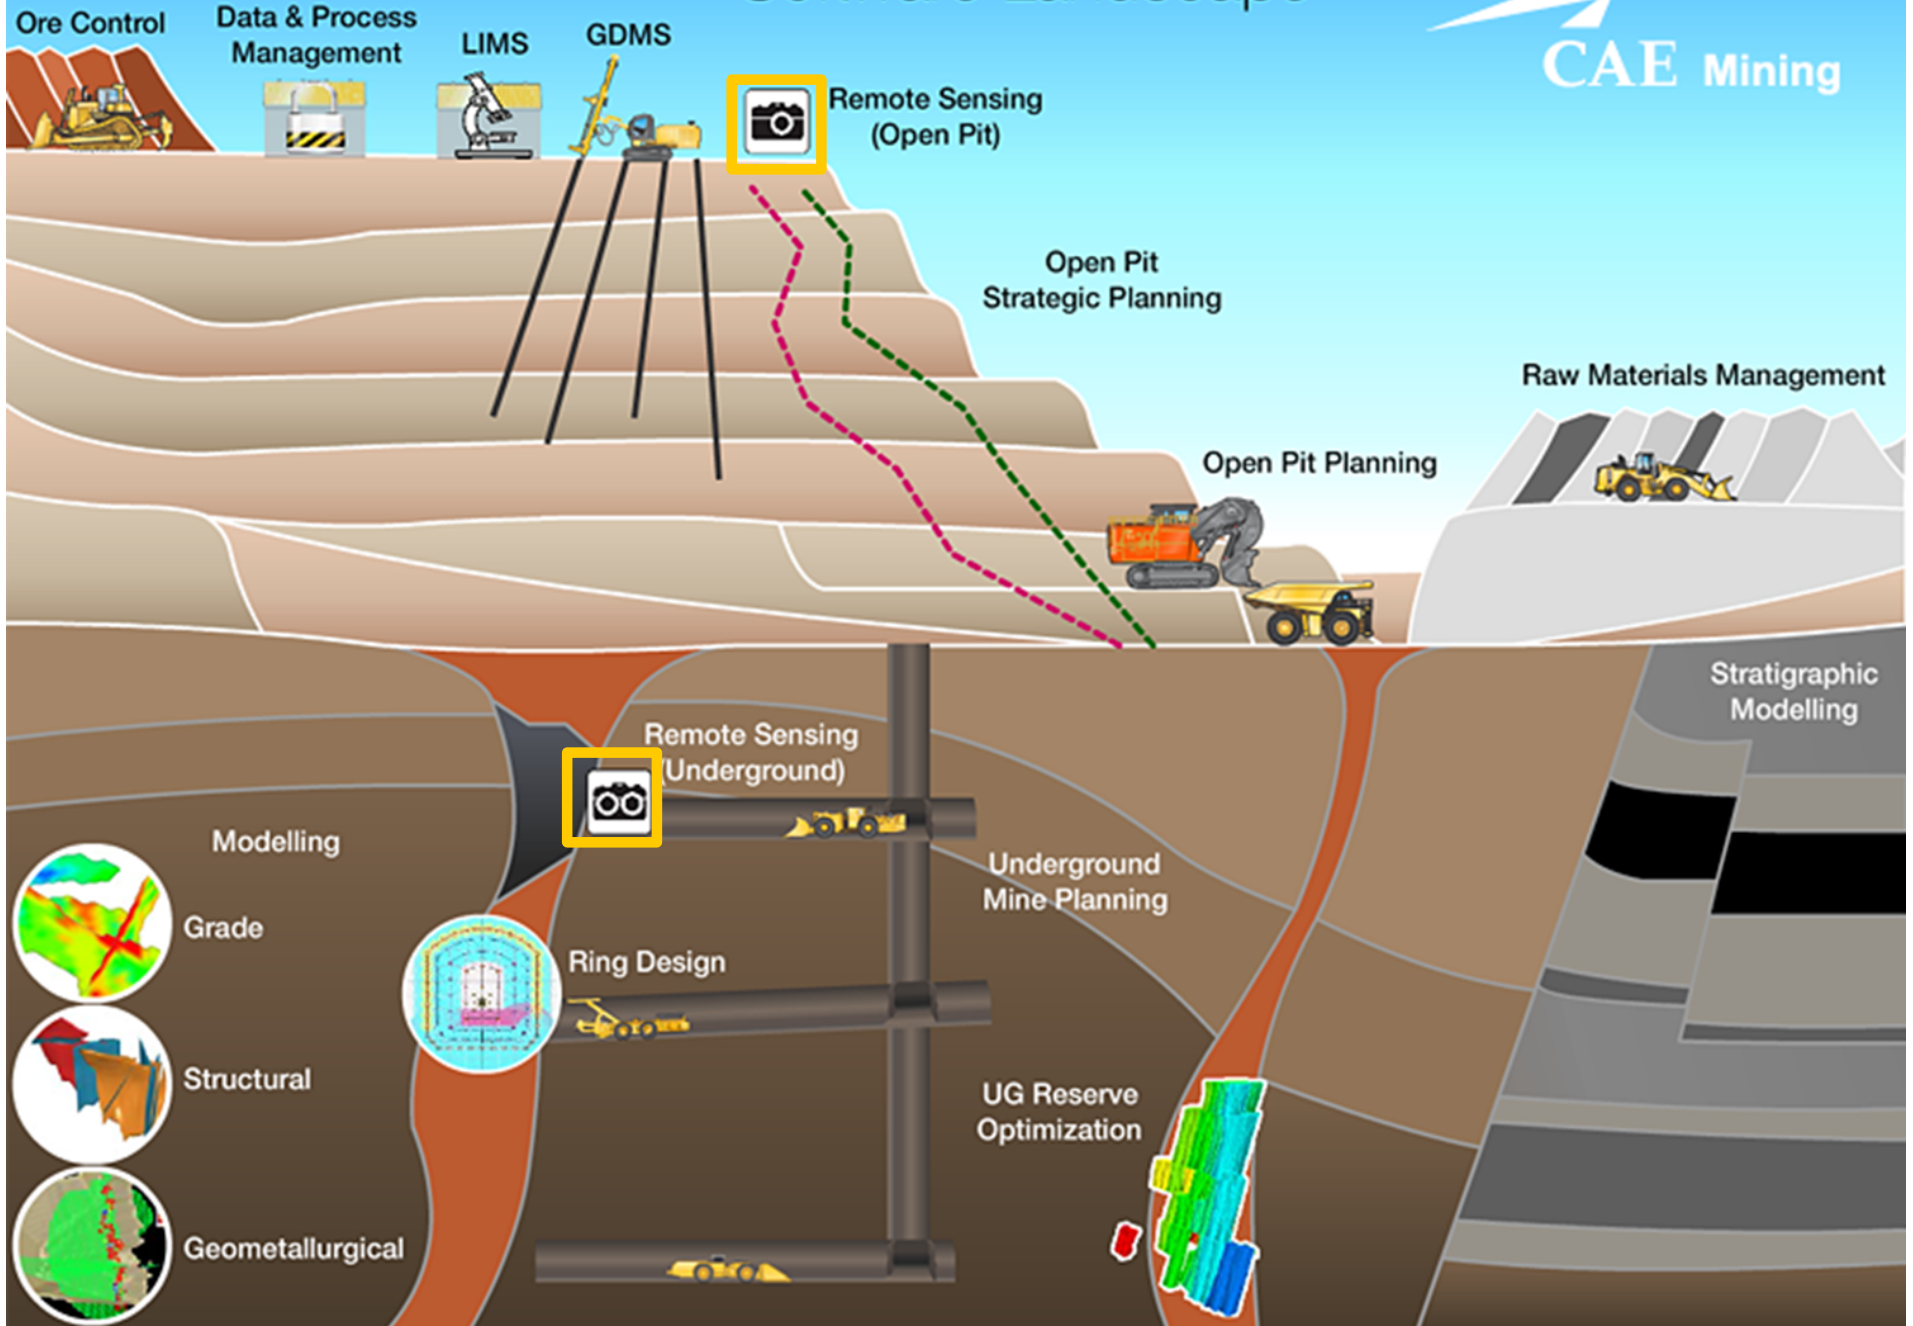 Software Landscape
CAE Mining
Ore Control
Data & Process
Management
LIMS
GDMS
Remote Sensing
(Open Pit)
Open Pit
Strategic Planning
Raw Materials Management
Open Pit Planning
Stratigraphic
Modelling
Remote Sensing
(Underground)
Modelling
Underground
Mine Planning
Grade
Ring Design
Structural
UG Reserve
Optimization
Geometallurgical